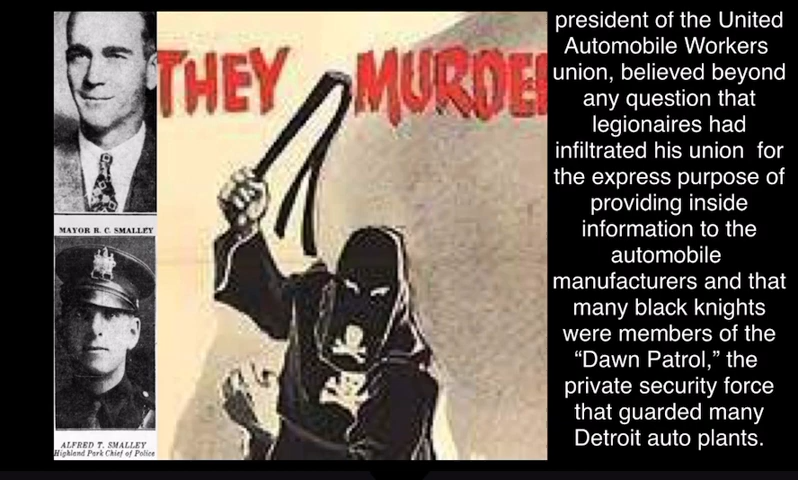 MAYOR R. C. SMALLEY
ALFRED T. SMALLEY
Highland Park Chief of Police
THEY MURDE
president of the United
Automobile Workers
union, believed beyond
any question that
legionaires had
infiltrated his union for
the express purpose of
providing inside
information to the
automobile
manufacturers and that
many black knights
were members of the
“Dawn Patrol,” the
private security force
that guarded many
Detroit auto plants.